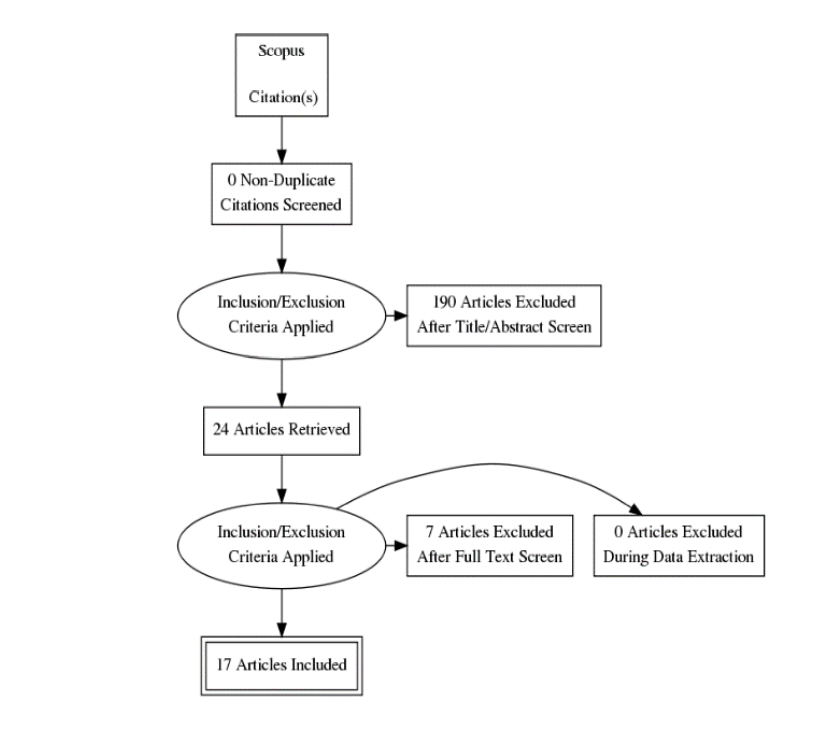 Scopus
Citation(s)
0 Non-Duplicate
Citations Screened
Inclusion/Exclusion
Criteria Applied
190 Articles Excluded
After Title/Abstract Screen
24 Articles Retrieved
Inclusion/Exclusion
Criteria Applied
7 Articles Excluded
After Full Text Screen
0 Articles Excluded
During Data Extraction
17 Articles Included